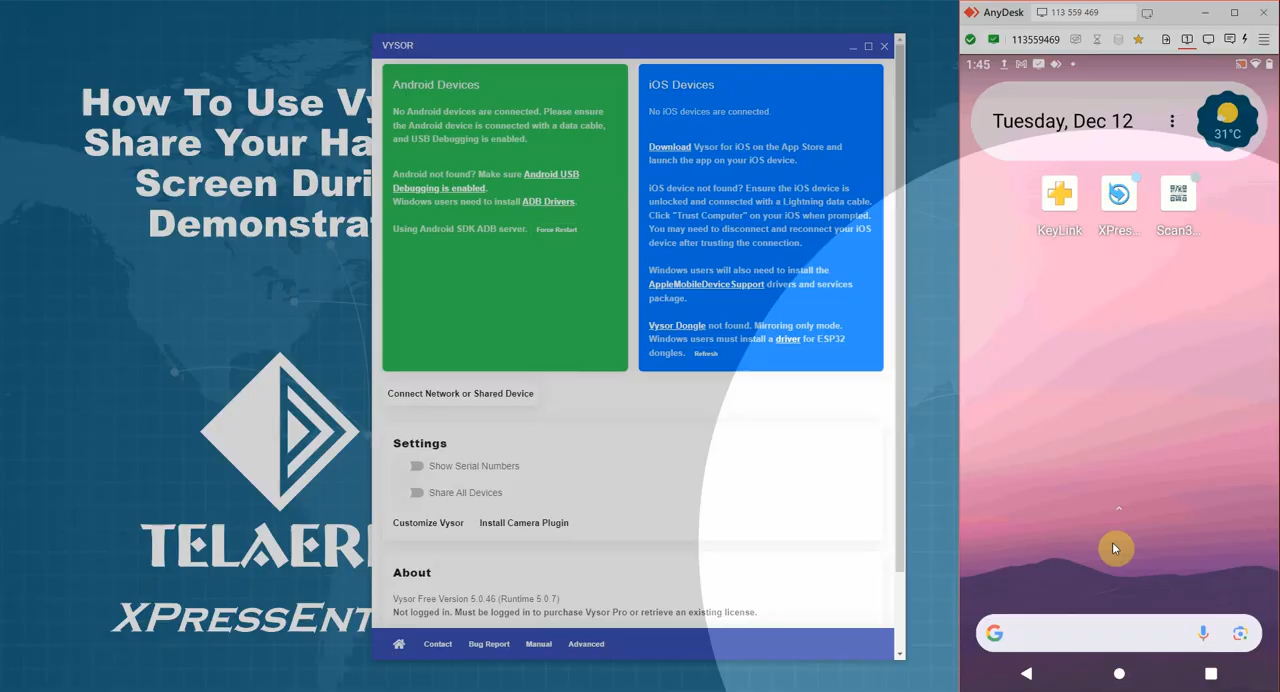 How To Use Vy
Share Your Ha
Screen Duri
Demonstrat
TELAERI
XPRESSENT
VYSOR
Android Devices
No Android devices are connected. Please ensure
the Android device is connected with a data cable,
and USB Debugging is enabled.
Android not found? Make sure Android USB
Debugging is enabled.
Windows users need to install ADB Drivers.
Using Android SDK ADB server. Force Restart
iOS Devices
No iOS devices are connected.
Download Vysor for iOS on the App Store and
launch the app on your iOS device.
iOS device not found? Ensure the iOS device is
unlocked and connected with a Lightning data cable.
Click "Trust Computer" on your iOS when prompted.
You may need to disconnect and reconnect your iOS
device after trusting the connection.
Windows users will also need to install the
AppleMobileDeviceSupport drivers and services
package.
Vysor Dongle not found. Mirroring only mode.
Windows users must install a driver for ESP32
dongles. Refresh
Connect Network or Shared Device
Settings
Show Serial Numbers
Share All Devices
Customize Vysor Install Camera Plugin
About
Vysor Free Version 5.0.46 (Runtime 5.0.7)
Not logged in. Must be logged in to purchase Vysor Pro or retrieve an existing license.
Contact Bug Report Manual Advanced
AnyDesk 113 559 469
113559469
1:45
Tuesday, Dec 12
31°C
KeyLink XPres... Scan3...